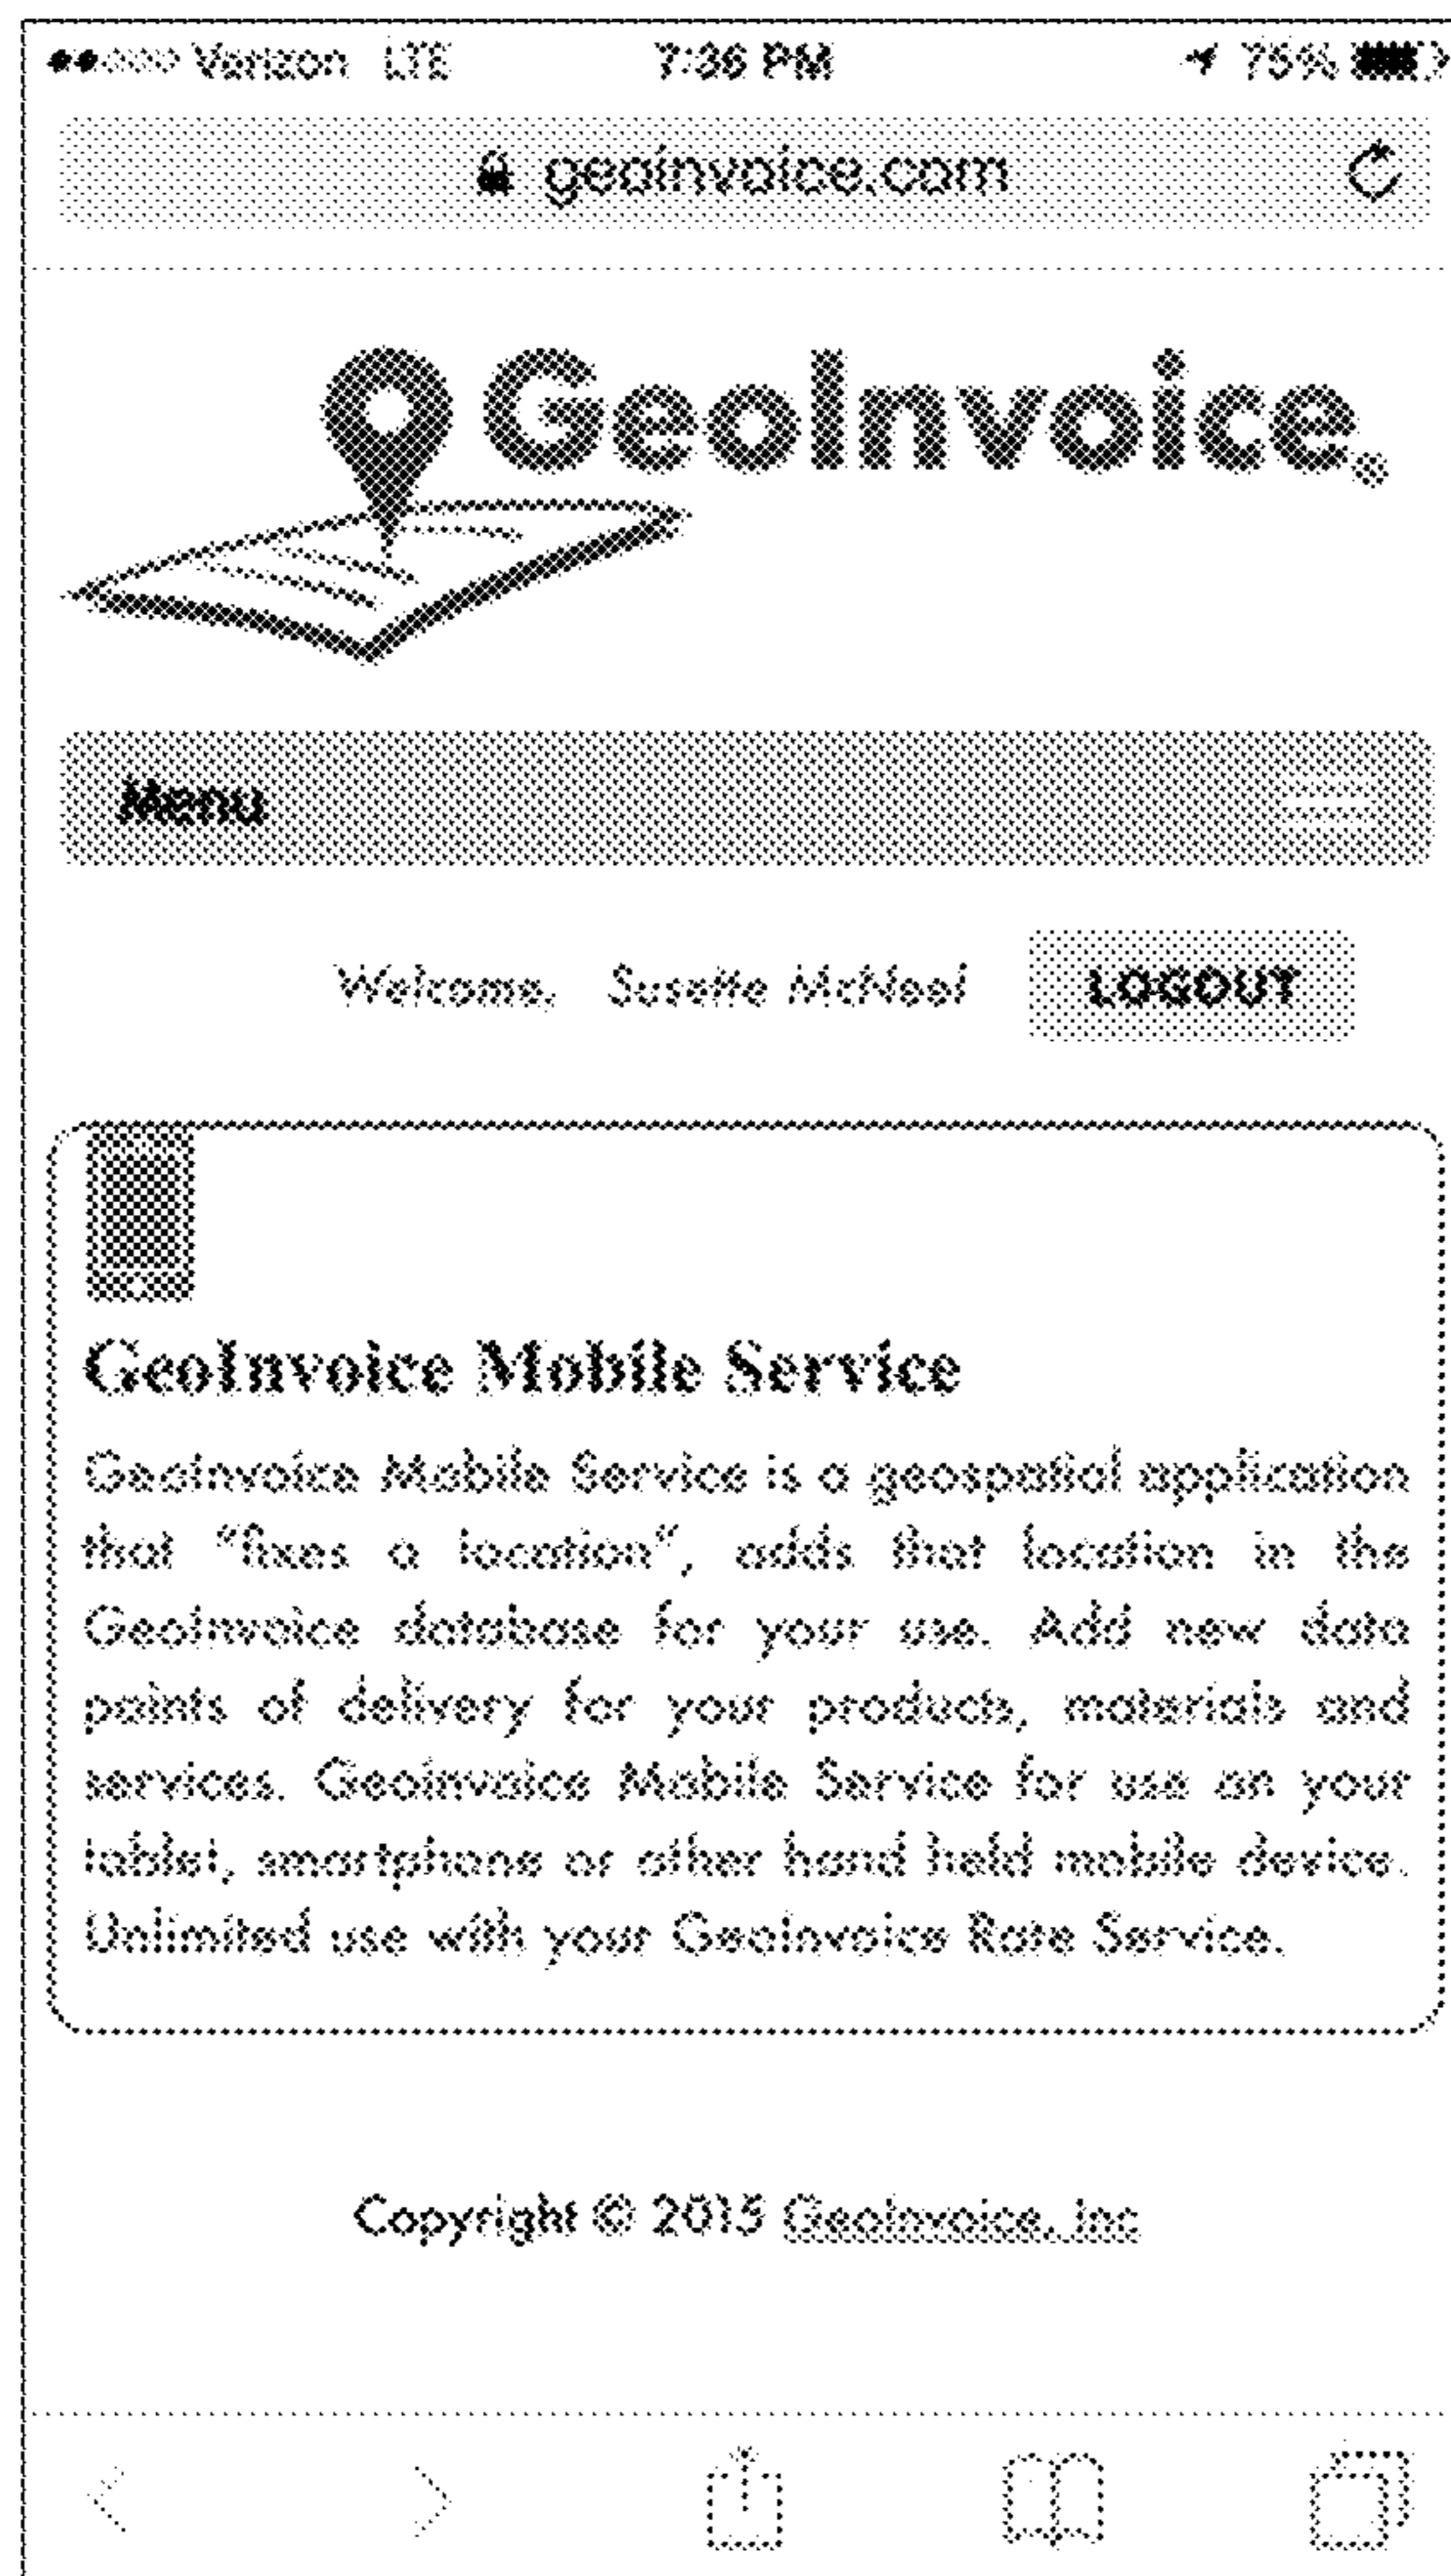 Verizon LTE 7:36 PM 75%
geoinvoice.com
GeoInvoice
Menu
Welcome, Susette McNeel LOGOUT
GeoInvoice Mobile Service
GeoInvoice Mobile Service is a geospatial application
that “fixes a location”, adds that location in the
GeoInvoice database for your use. Add new data
points of delivery for your products, materials and
services. GeoInvoice Mobile Service for use on your
tablet, smartphone or other hand held mobile device.
Unlimited use with your GeoInvoice Rate Service.
Copyright © 2015 GeoInvoice, Inc